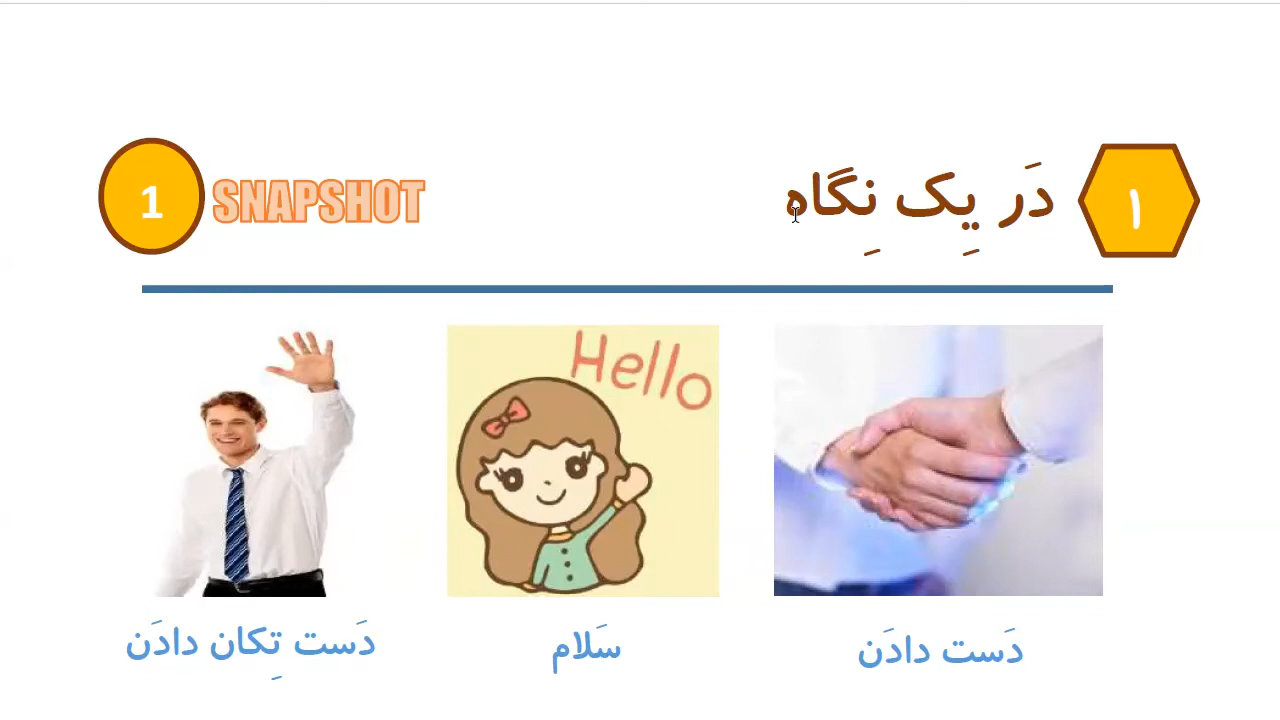 ۱ دَر یِک نِگاه
1 SNAPSHOT
Hello
دَست دادَن
سَلام
دَست تِکان دادَن